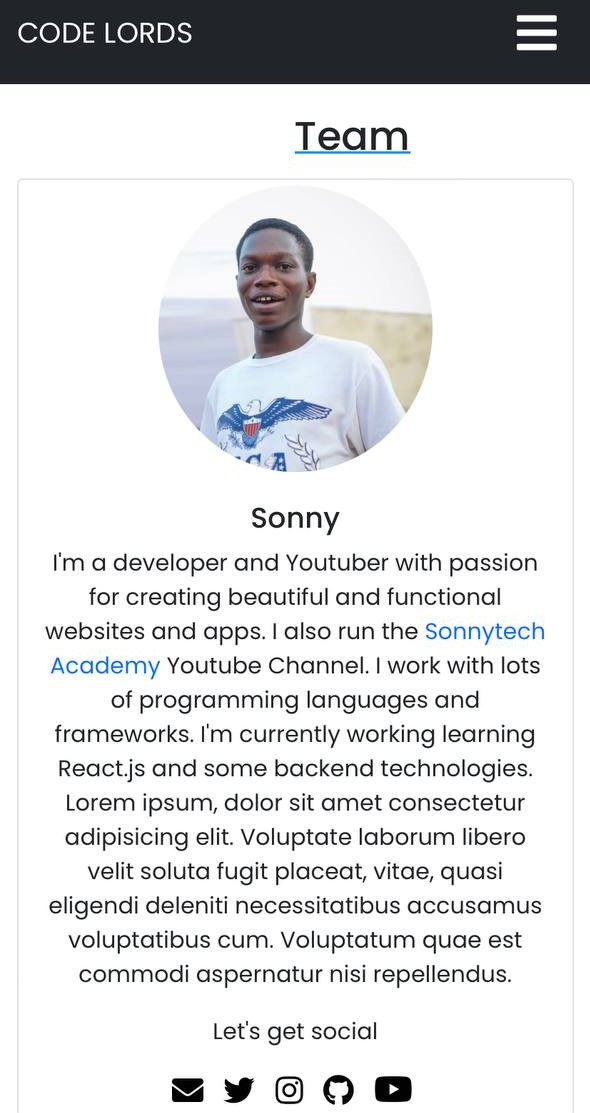 CODE LORDS
Team
Sonny
I'm a developer and Youtuber with passion
for creating beautiful and functional
websites and apps. I also run the Sonnytech
Academy Youtube Channel. I work with lots
of programming languages and
frameworks. I'm currently working learning
React.js and some backend technologies.
Lorem ipsum, dolor sit amet consectetur
adipisicing elit. Voluptate laborum libero
velit soluta fugit placeat, vitae, quasi
eligendi deleniti necessitatibus accusamus
voluptatibus cum. Voluptatum quae est
commodi aspernatur nisi repellendus.
Let's get social